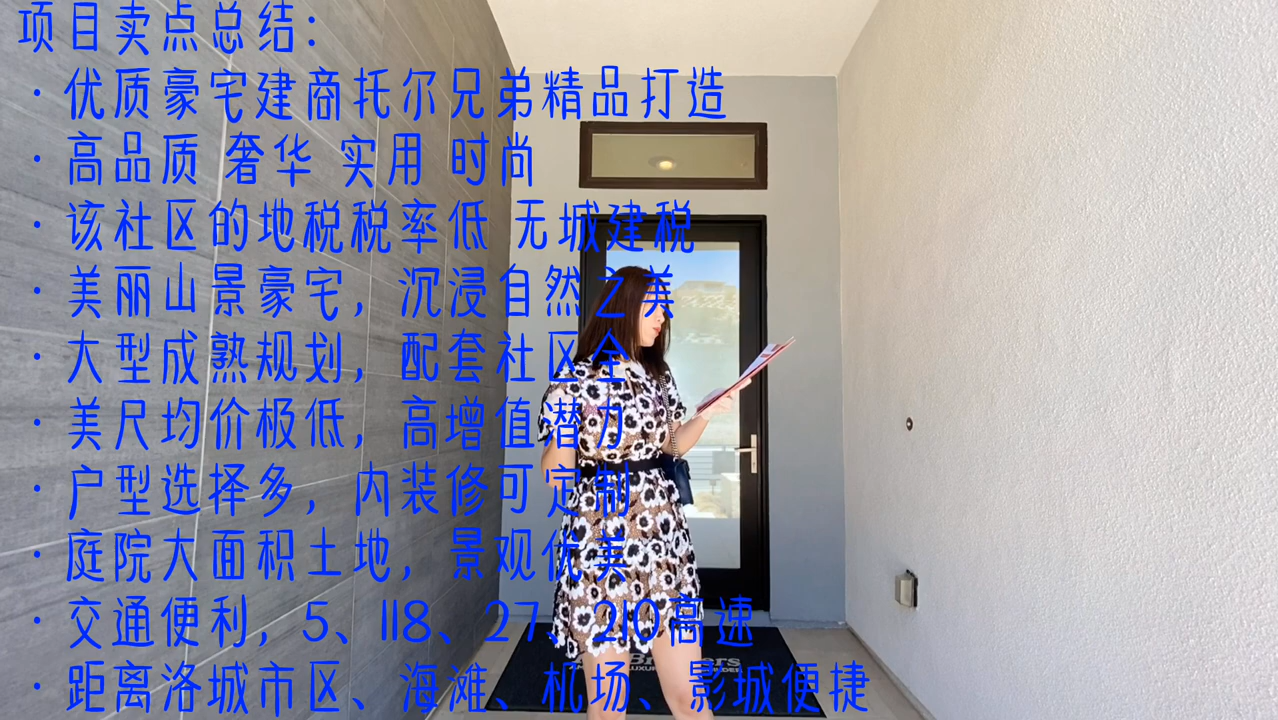 项目卖点总结：
· 优质豪宅建商托尔兄弟精品打造
· 高品质 奢华 实用 时尚
· 该社区的地税税率低 无城建税
· 美丽山景豪宅，沉浸自然之美
· 大型成熟规划，配套社区全
· 美尺均价极低，高增值潜力
· 户型选择多，内装修可定制
· 庭院大面积土地，景观优美
· 交通便利，5、118、27、210高速
· 距离洛城市区、海滩、机场、影城便捷